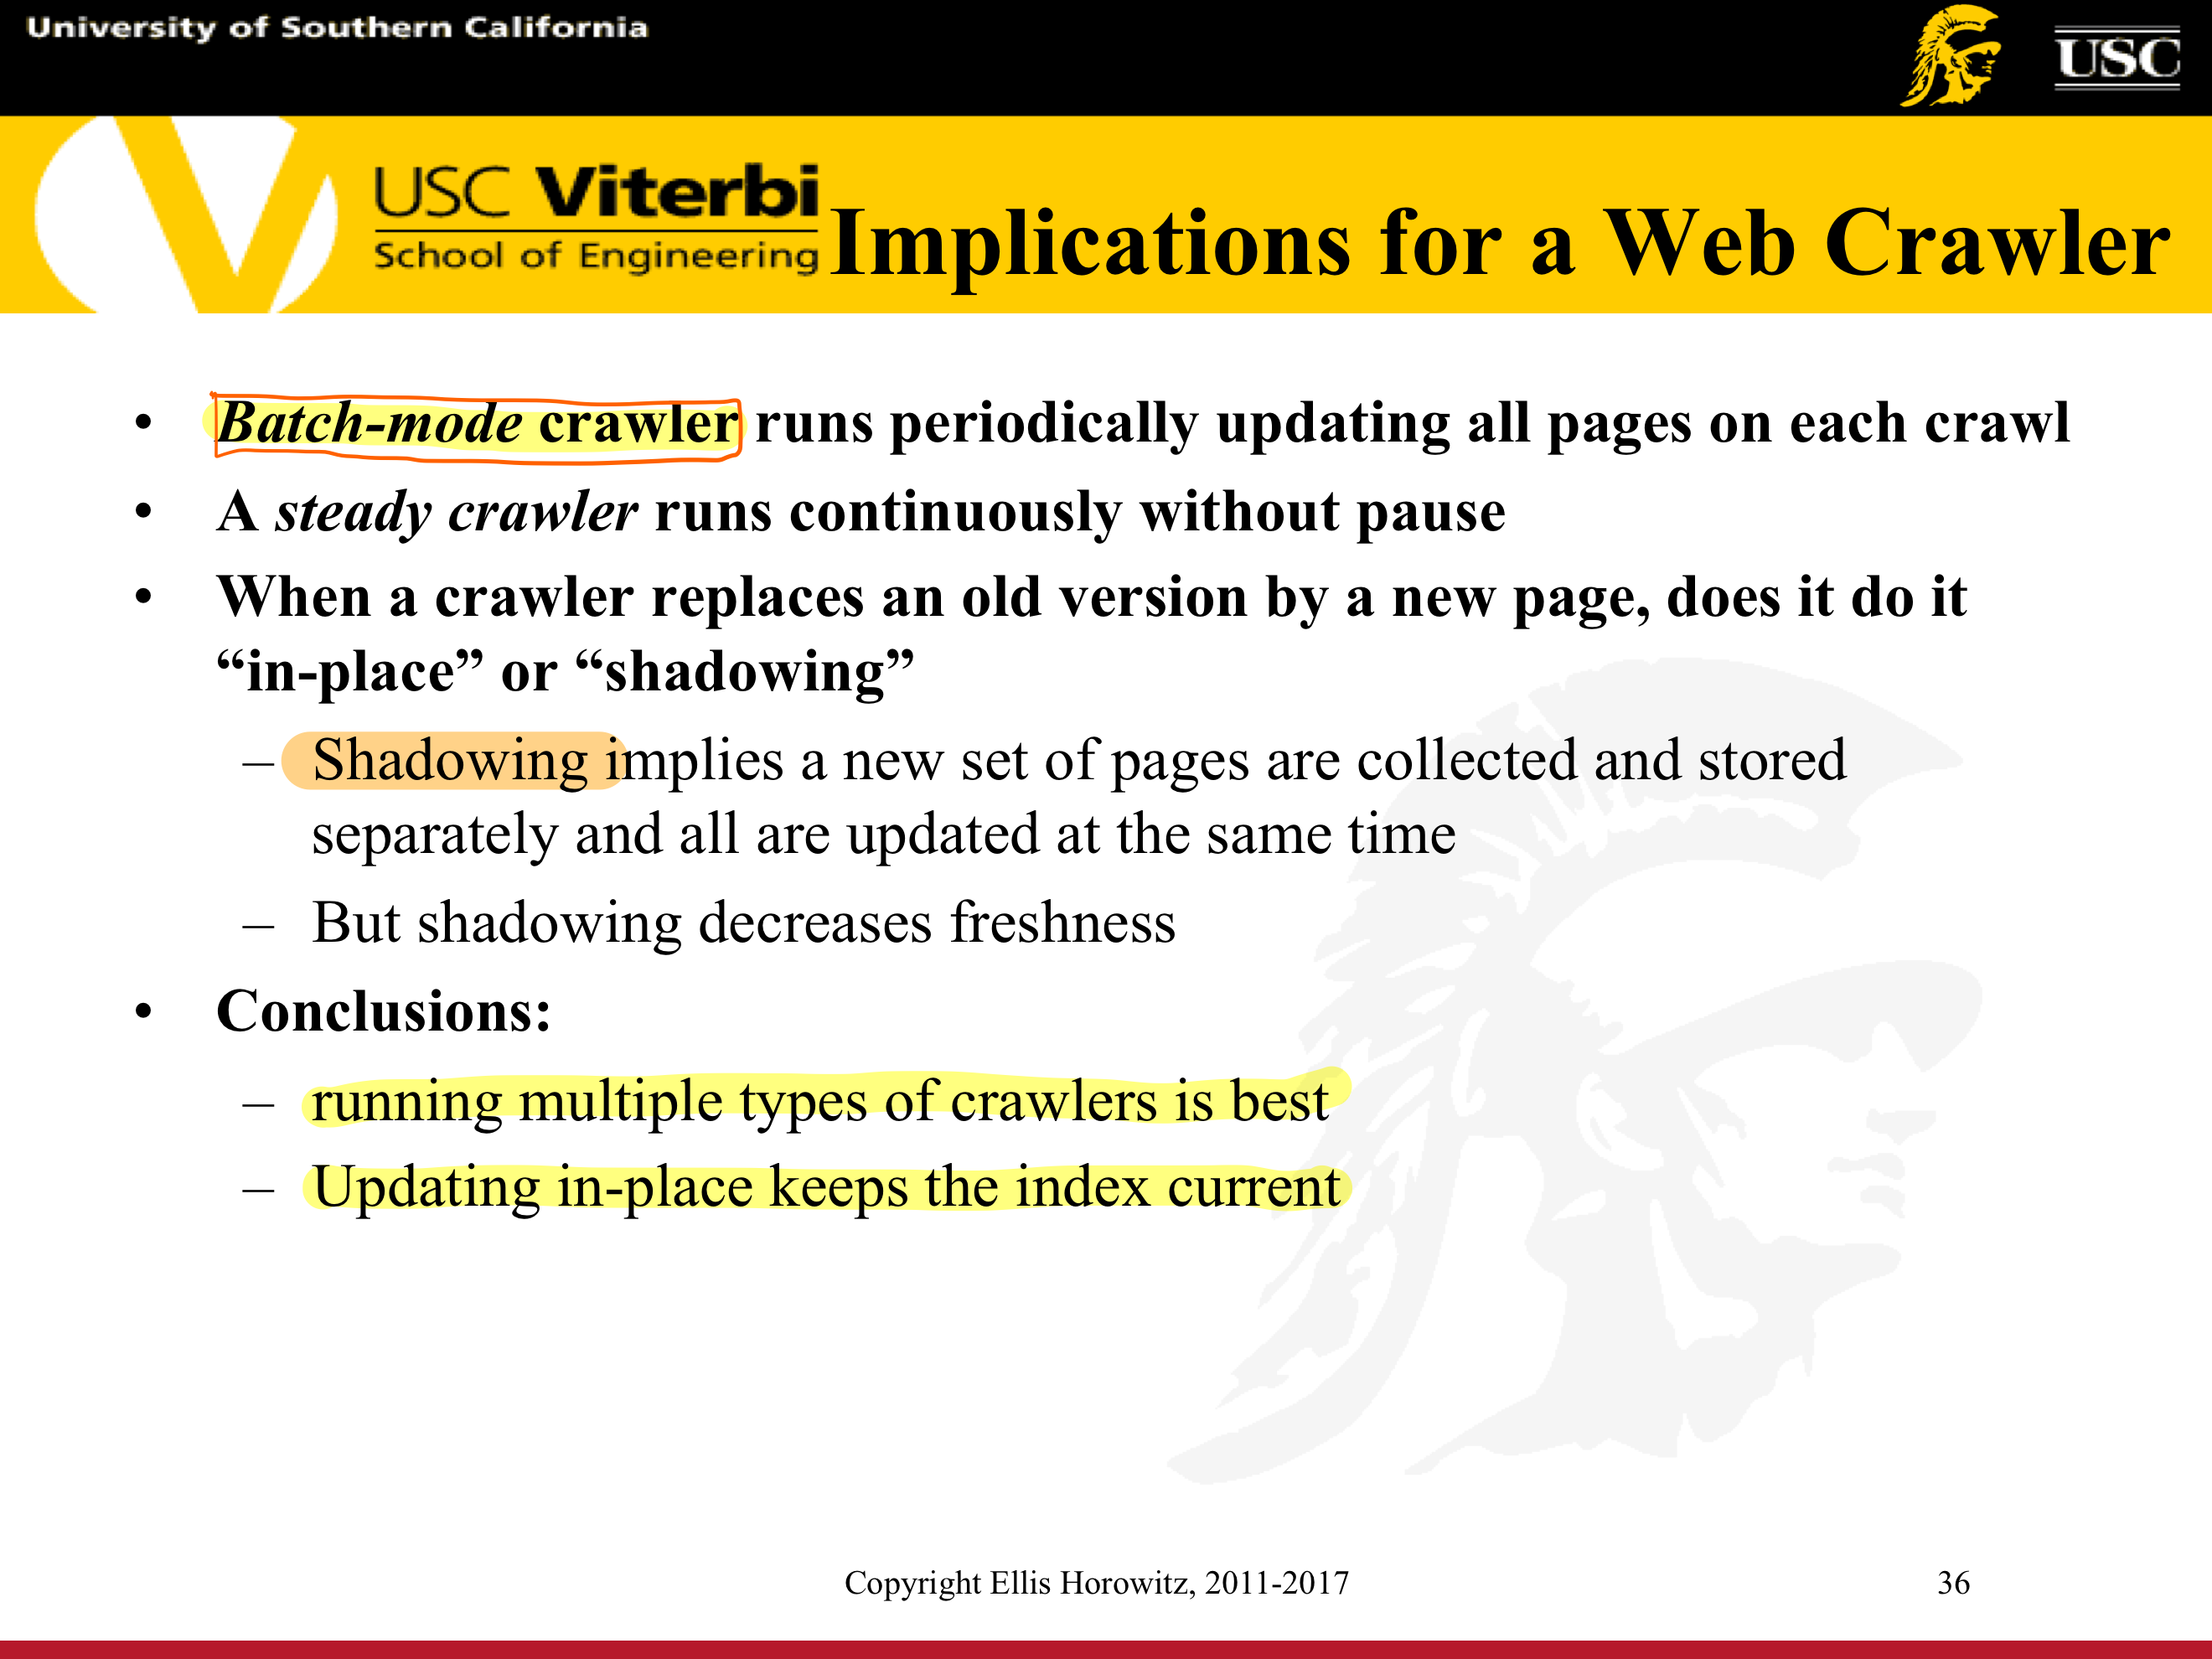 University of Southern California
USC
USC Viterbi
School of Engineering
Implications for a Web Crawler
• Batch-mode crawler runs periodically updating all pages on each crawl
• A steady crawler runs continuously without pause
• When a crawler replaces an old version by a new page, does it do it
“in-place” or “shadowing”
– Shadowing implies a new set of pages are collected and stored
separately and all are updated at the same time
– But shadowing decreases freshness
• Conclusions:
– running multiple types of crawlers is best
– Updating in-place keeps the index current
Copyright Ellis Horowitz, 2011-2017
36